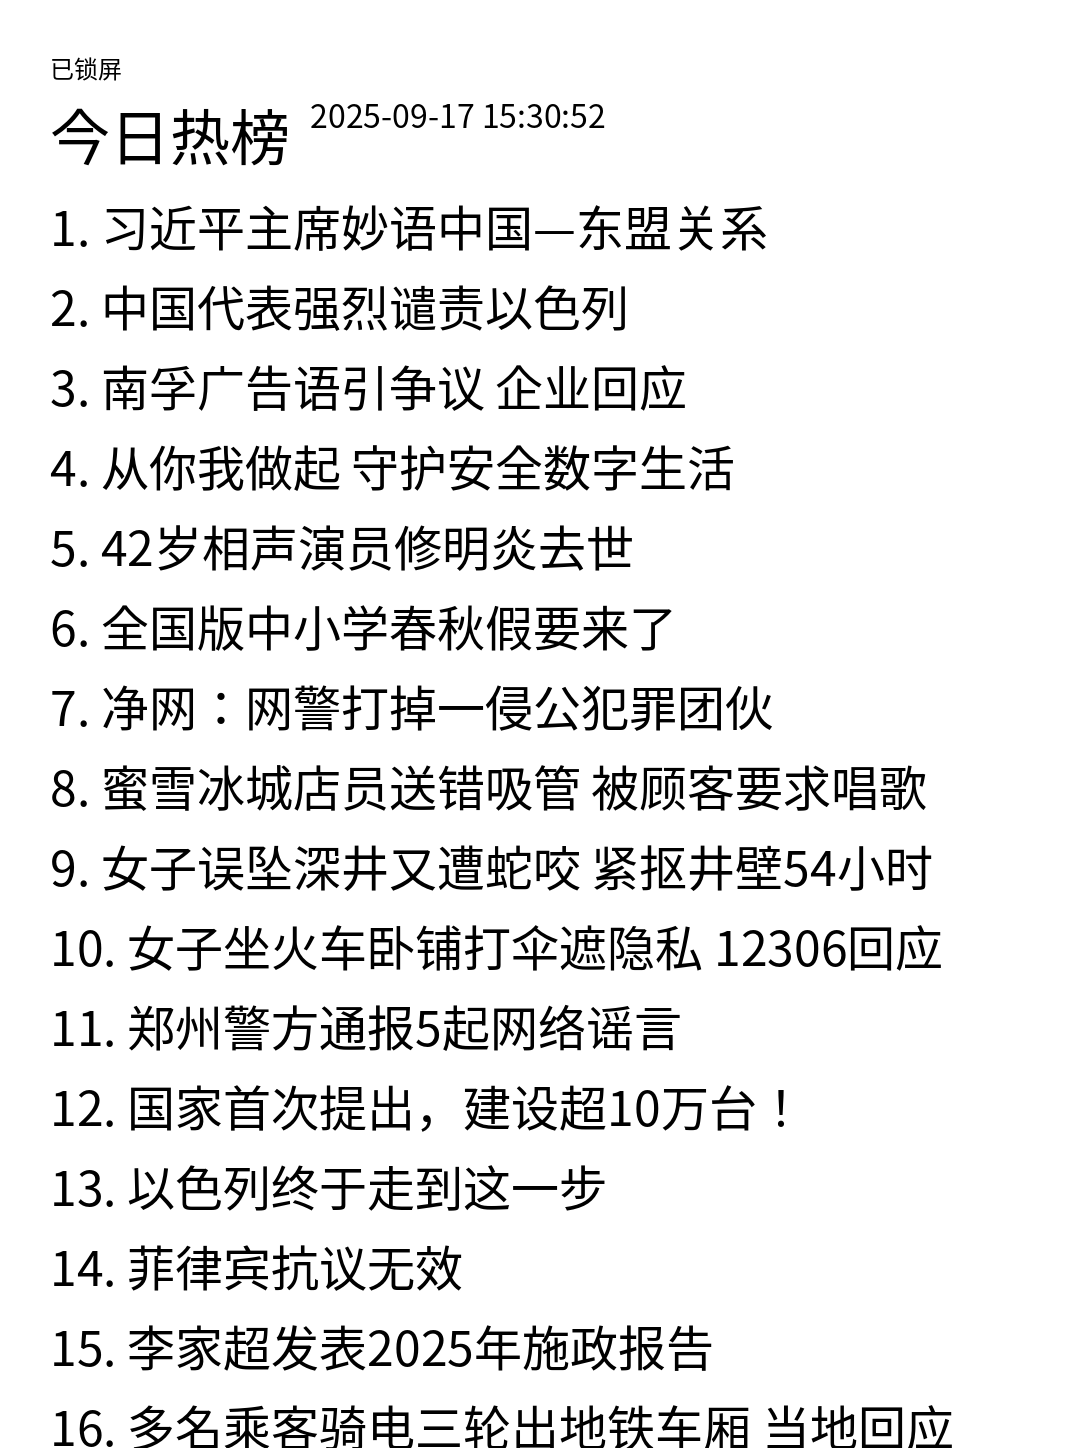 已锁屏
今日热榜 2025-09-17 15:30:52
1. 习近平主席妙语中国—东盟关系
2. 中国代表强烈谴责以色列
3. 南孚广告语引争议 企业回应
4. 从你我做起 守护安全数字生活
5. 42岁相声演员修明炎去世
6. 全国版中小学春秋假要来了
7. 净网：网警打掉一侵公犯罪团伙
8. 蜜雪冰城店员送错吸管 被顾客要求唱歌
9. 女子误坠深井又遭蛇咬 紧抠井壁54小时
10. 女子坐火车卧铺打伞遮隐私 12306回应
11. 郑州警方通报5起网络谣言
12. 国家首次提出，建设超10万台！
13. 以色列终于走到这一步
14. 菲律宾抗议无效
15. 李家超发表2025年施政报告
16. 多名乘客骑电三轮出地铁车厢 当地回应